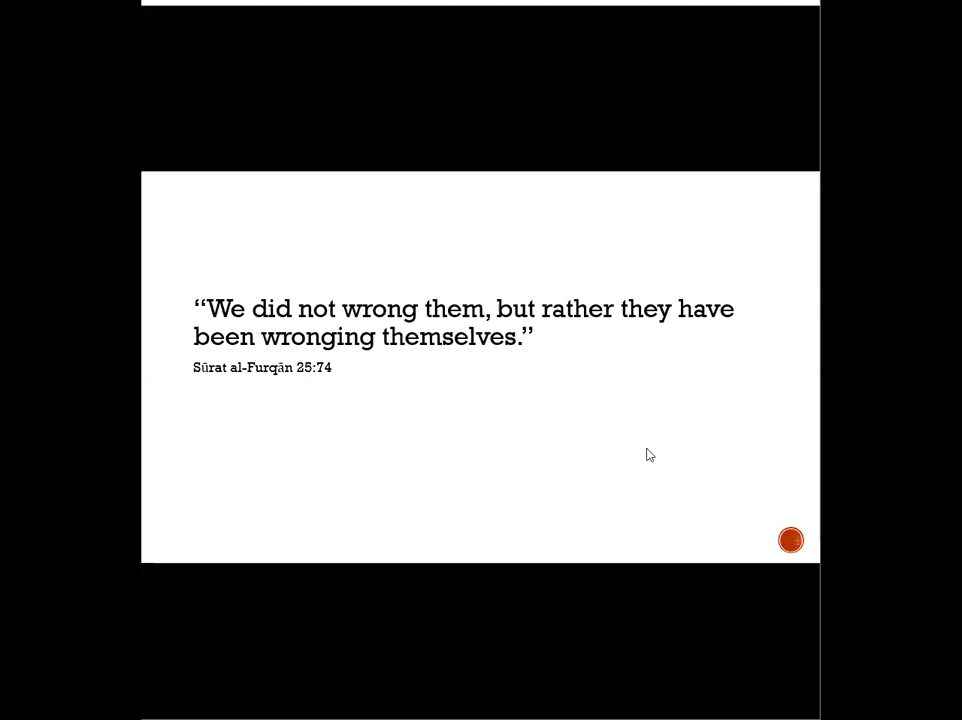 “We did not wrong them, but rather they have
been wronging themselves.”
Sūrat al-Furqān 25:74